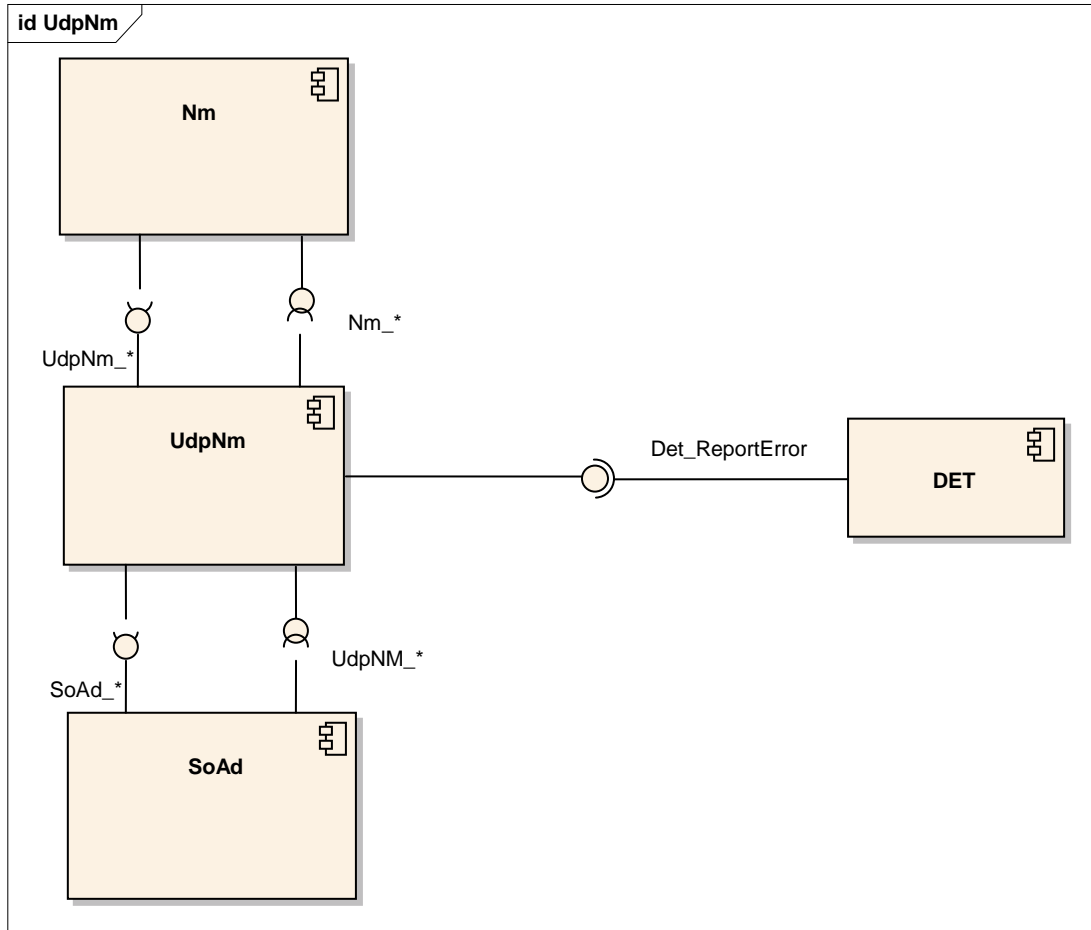 id UdpNm
Nm
Nm_*
UdpNm_*
UdpNm
Det_ReportError
DET
UdpNM_*
SoAd_*
SoAd